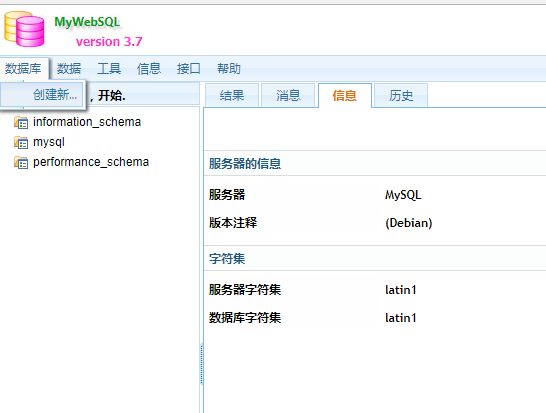 MyWebSQL
version 3.7
数据库 数据 工具 信息 接口 帮助
创建新...
, 开始.
结果 消息 信息 历史
information_schema
mysql
performance_schema
服务器的信息
服务器 MySQL
版本注释 (Debian)
字符集
服务器字符集 latin1
数据库字符集 latin1